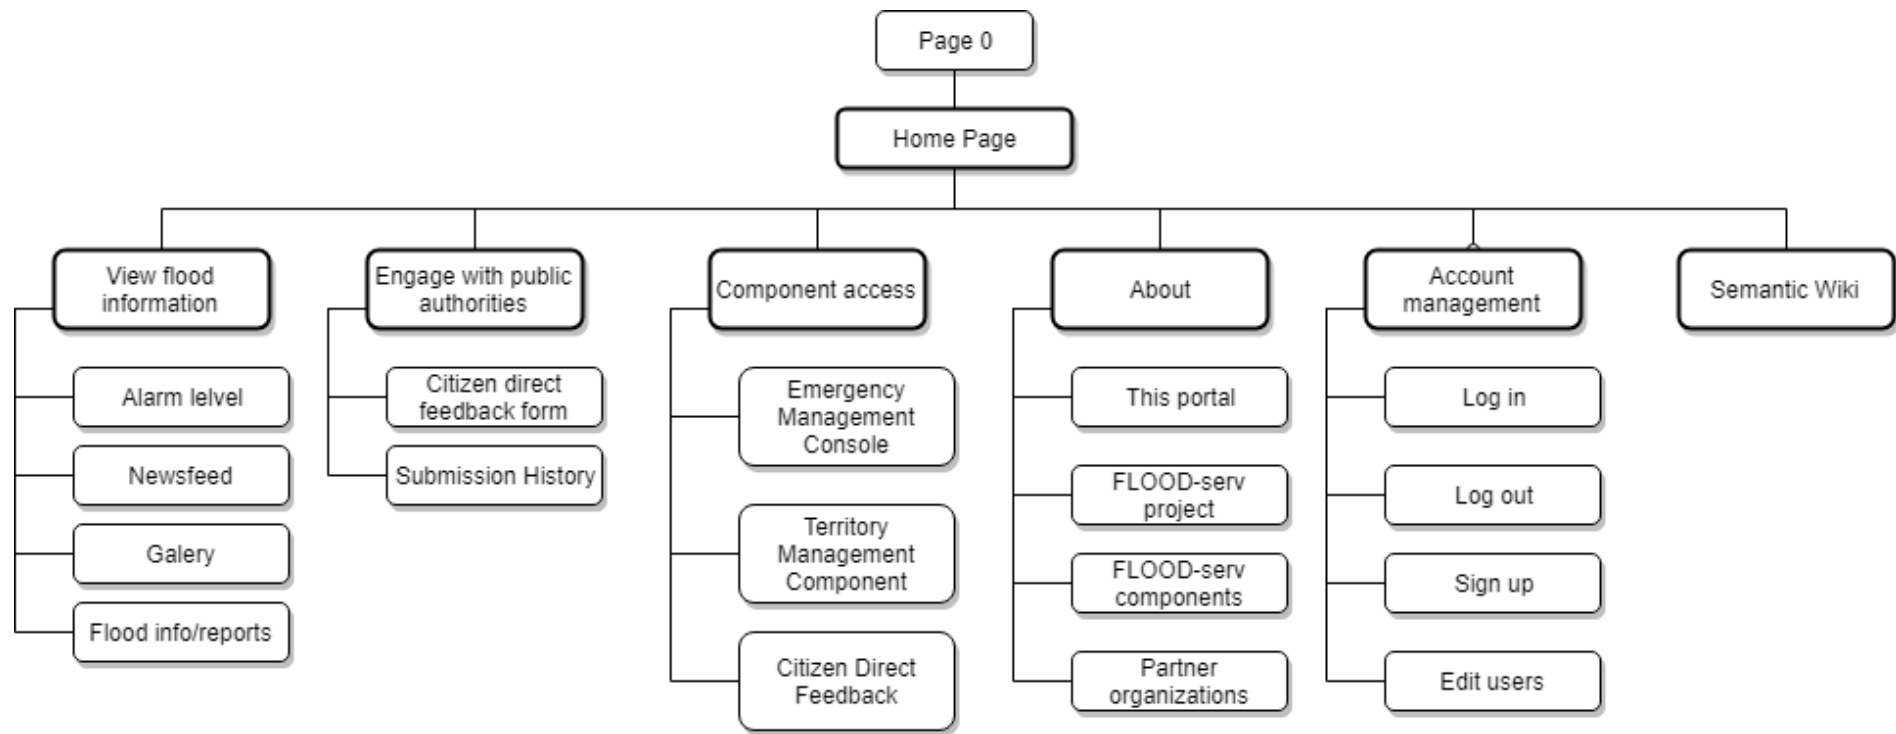 Page 0
Home Page
View flood
information
Engage with public
authorities
Component access
About
Account
management
Semantic Wiki
Alarm lelvel
Newsfeed
Galery
Flood info/reports
Citizen direct
feedback form
Submission History
Emergency
Management
Console
Territory
Management
Component
Citizen Direct
Feedback
This portal
FLOOD-serv
project
FLOOD-serv
components
Partner
organizations
Log in
Log out
Sign up
Edit users